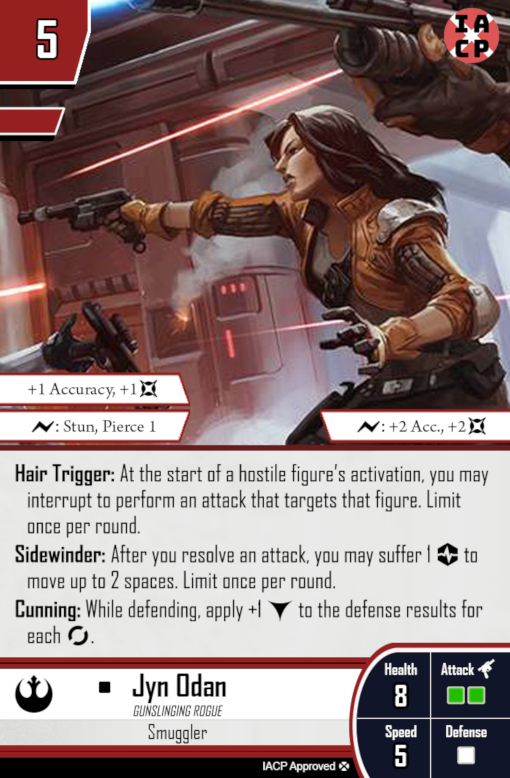 5
IA
CP
+1 Accuracy, +1
: Stun, Pierce 1
: +2 Acc., +2
Hair Trigger: At the start of a hostile figure's activation, you may
interrupt to perform an attack that targets that figure. Limit
once per round.
Sidewinder: After you resolve an attack, you may suffer 1 to
move up to 2 spaces. Limit once per round.
Cunning: While defending, apply +1 to the defense results for
each .
Jyn Odan
GUNSLINGING ROGUE
Smuggler
Health
8
Attack
Speed
5
Defense
IACP Approved